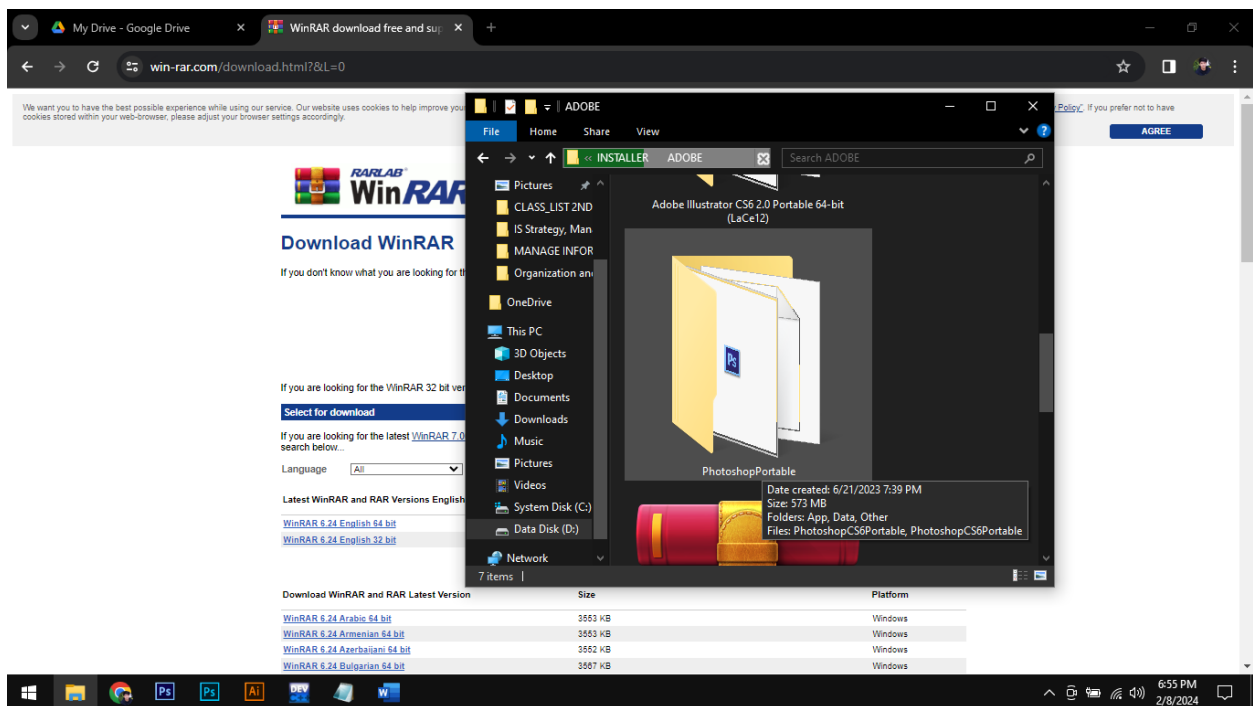 My Drive - Google Drive
WinRAR download free and sup
win-rar.com/download.html?&L=0
We want you to have the best possible experience while using our service. Our website uses cookies to help improve you
Policy". If you prefer not to have
cookies stored within your web-browser, please adjust your browser settings accordingly.
AGREE
RARLAB
WinRAR
Download WinRAR
If you don't know what you are looking for th
If you are looking for the WinRAR 32 bit ver
Select for download
If you are looking for the latest WinRAR 7.0
search below...
Language All
Latest WinRAR and RAR Versions English
WinRAR 6.24 English 64 bit
WinRAR 6.24 English 32 bit
Download WinRAR and RAR Latest Version Size Platform
WinRAR 6.24 Arabic 64 bit 3553 KB Windows
WinRAR 6.24 Armenian 64 bit 3553 KB Windows
WinRAR 6.24 Azerbaijani 64 bit 3552 KB Windows
WinRAR 6.24 Bulgarian 64 bit 3567 KB Windows
ADOBE
File Home Share View
« INSTALLER ADOBE
Search ADOBE
Pictures
CLASS_LIST 2ND
IS Strategy, Man
MANAGE INFOR
Organization an
OneDrive
This PC
3D Objects
Desktop
Documents
Downloads
Music
Pictures
Videos
System Disk (C:)
Data Disk (D:)
Network
Adobe Illustrator CS6 2.0 Portable 64-bit
(LaCe12)
Ps
PhotoshopPortable
Date created: 6/21/2023 7:39 PM
Size: 573 MB
Folders: App, Data, Other
Files: PhotoshopCS6Portable, PhotoshopCS6Portable
7 items
Ps
Ps
Ai
DEV
W
6:55 PM
2/8/2024